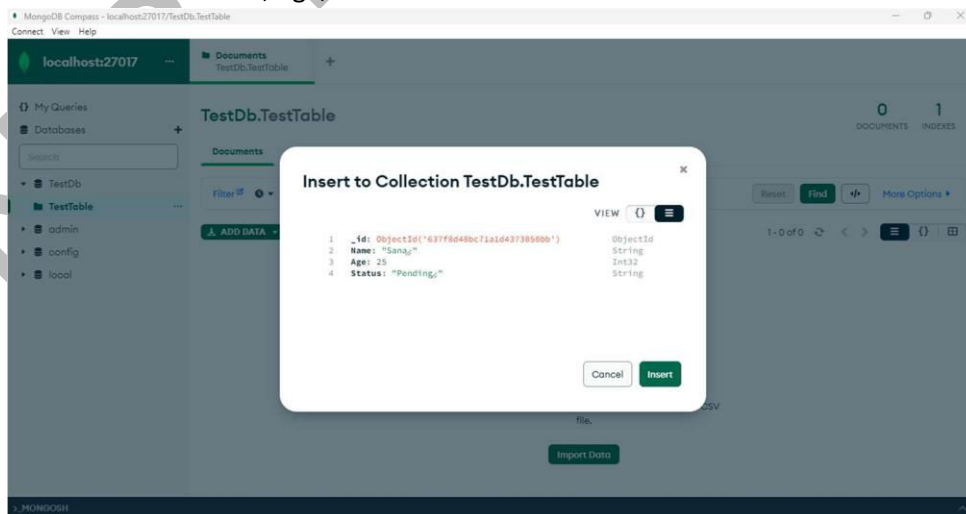 MongoDB Compass - localhost:27017/TestDb.TestTable
Connect View Help
localhost:27017 ...
Documents
TestDb.TestTable
+
{} My Queries
Databases +
Search
TestDb
TestTable ...
admin
config
local
TestDb.TestTable
0 1
DOCUMENTS INDEXES
Documents
Filter
Reset Find </> More Options
ADD DATA
1 - 0 of 0
Insert to Collection TestDb.TestTable
VIEW {}
1 _id: ObjectId('637f8d48bc71a1d4373050bb') ObjectId
2 Name: "Sana" String
3 Age: 25 Int32
4 Status: "Pending" String
Cancel Insert
CSV
file.
Import Data
>_MONGOSH